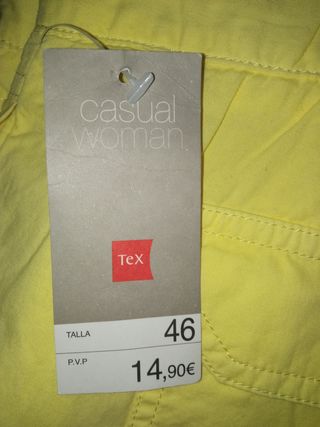 casual
woman
TeX
TALLA 46
P.V.P 14,90€